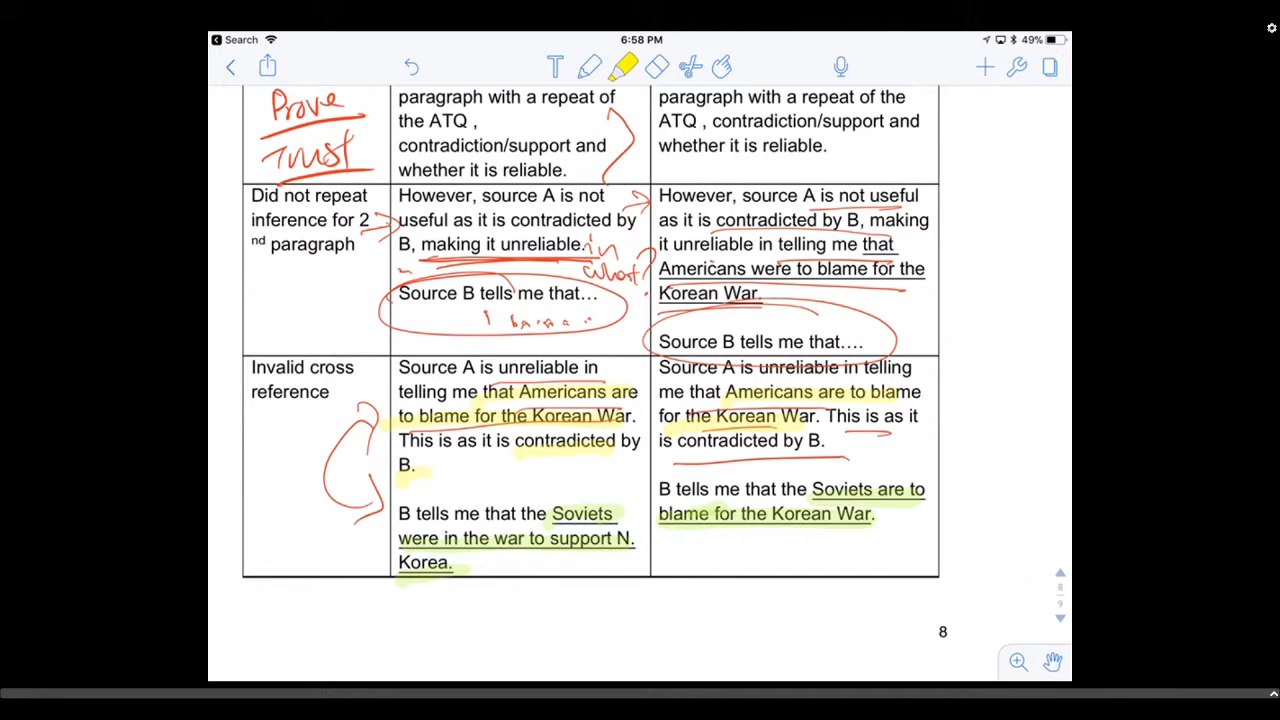 Search
6:58 PM
49%
T
Prove
Trust
paragraph with a repeat of
the ATQ ,
contradiction/support and
whether it is reliable.
paragraph with a repeat of the
ATQ , contradiction/support and
whether it is reliable.
Did not repeat
inference for 2
nd paragraph
However, source A is not
useful as it is contradicted by
B, making it unreliable.
in
what?
Source B tells me that…
However, source A is not useful
as it is contradicted by B, making
it unreliable in telling me that
Americans were to blame for the
Korean War.
Source B tells me that….
Invalid cross
reference
Source A is unreliable in
telling me that Americans are
to blame for the Korean War.
This is as it is contradicted by
B.
B tells me that the Soviets
were in the war to support N.
Korea.
Source A is unreliable in telling
me that Americans are to blame
for the Korean War. This is as it
is contradicted by B.
B tells me that the Soviets are to
blame for the Korean War.
8
9
8